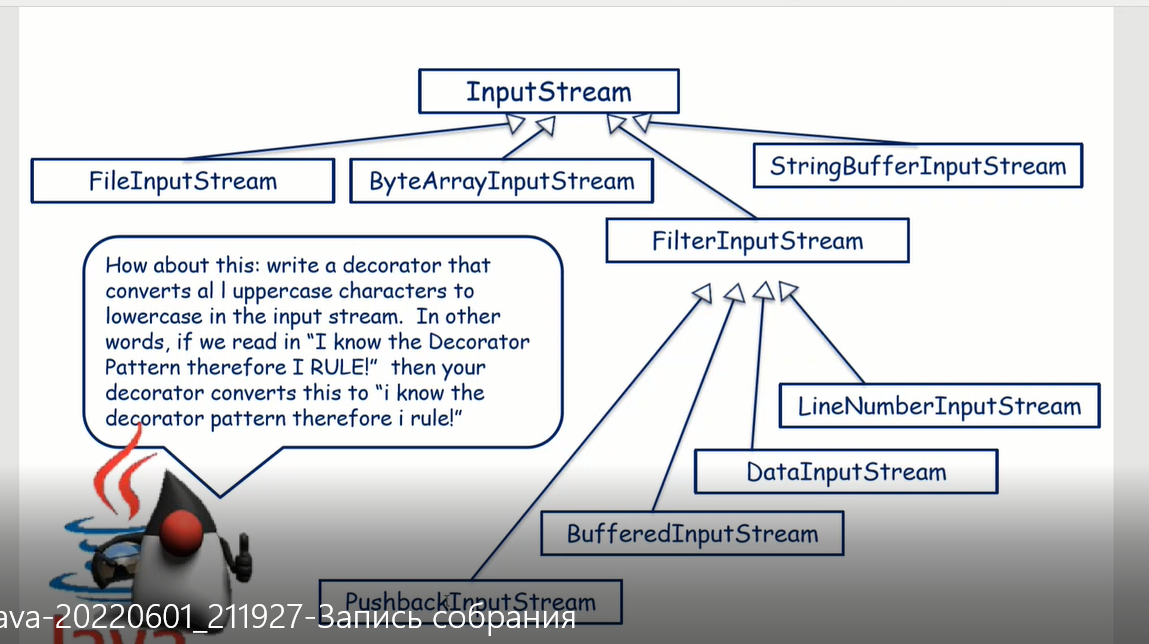 InputStream
FileInputStream
ByteArrayInputStream
StringBufferInputStream
FilterInputStream
How about this: write a decorator that
converts al l uppercase characters to
lowercase in the input stream. In other
words, if we read in “I know the Decorator
Pattern therefore I RULE!” then your
decorator converts this to “i know the
decorator pattern therefore i rule!”
LineNumberInputStream
DataInputStream
BufferedInputStream
PushbackInputStream
ava-20220601_211927-Запись собрания
Java